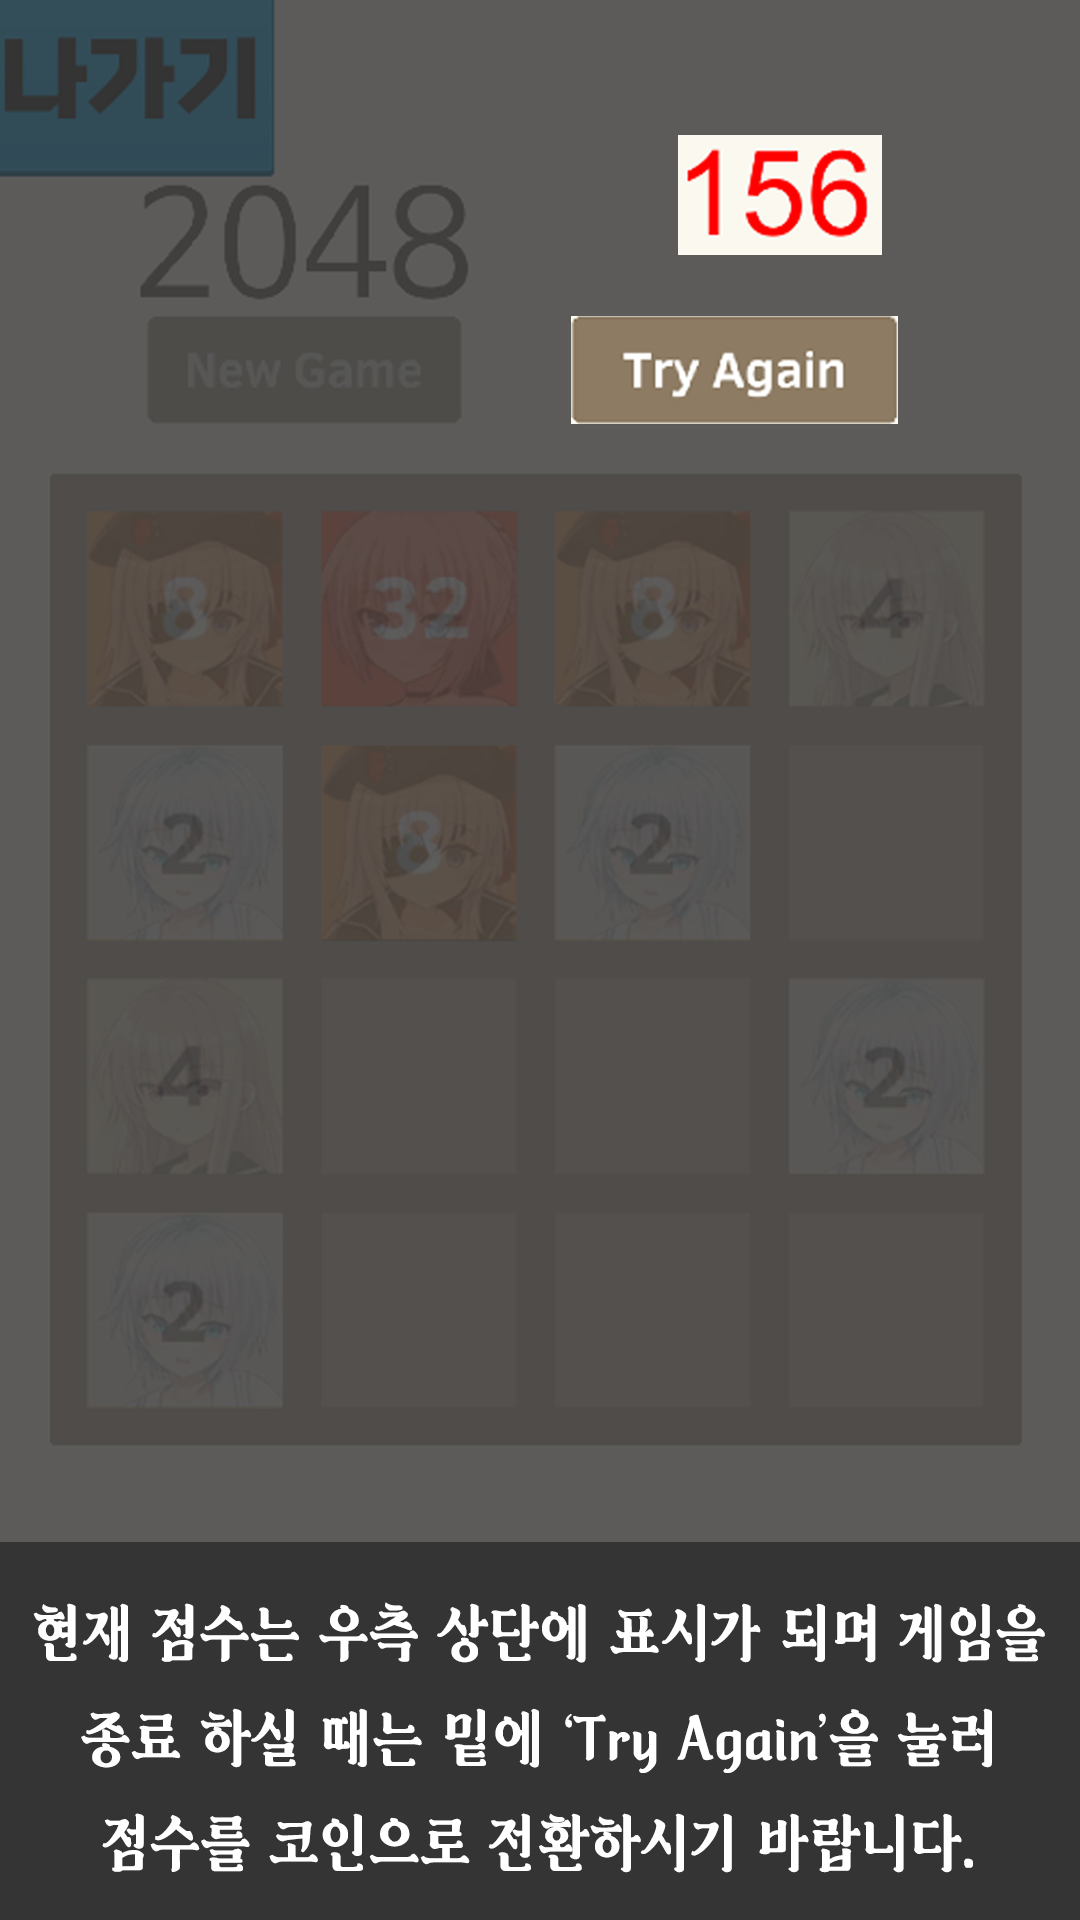 나가기
156
2048
New Game
Try Again
8 32 8 4
2 8 2
4 2
2
현재 점수는 우측 상단에 표시가 되며 게임을
종료 하실 때는 밑에 ‘Try Again’을 눌러
점수를 코인으로 전환하시기 바랍니다.